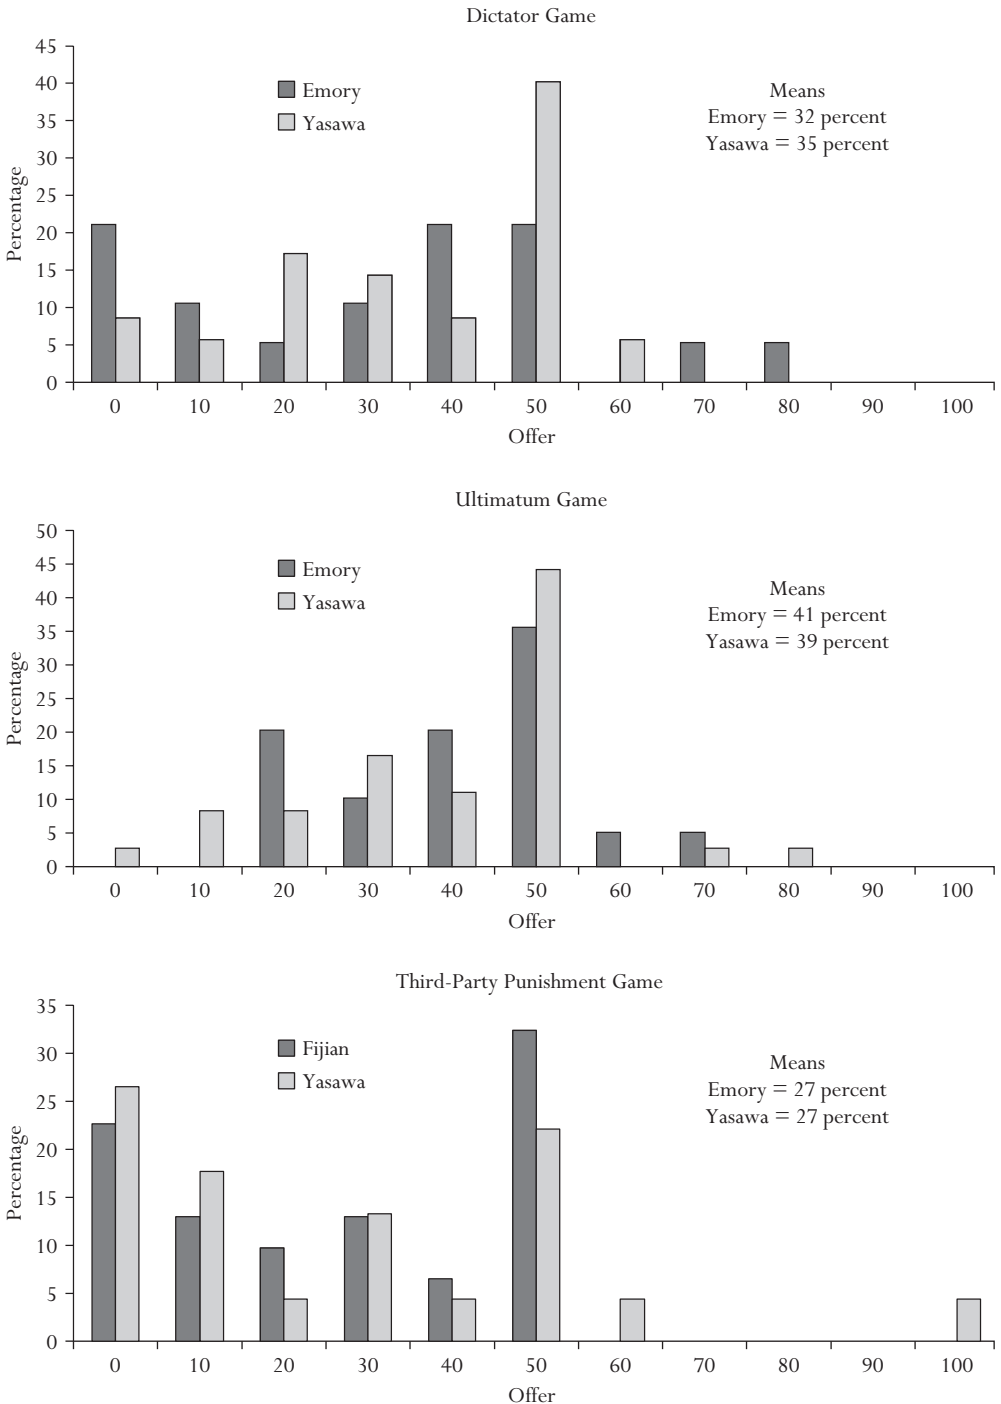 Dictator Game
45
40
35
30
25
20
15
10
5
0
Percentage
Emory
Yasawa
Means
Emory = 32 percent
Yasawa = 35 percent
0 10 20 30 40 50 60 70 80 90 100
Offer
Ultimatum Game
50
45
40
35
30
25
20
15
10
5
0
Percentage
Emory
Yasawa
Means
Emory = 41 percent
Yasawa = 39 percent
0 10 20 30 40 50 60 70 80 90 100
Offer
Third-Party Punishment Game
35
30
25
20
15
10
5
0
Percentage
Fijian
Yasawa
Means
Emory = 27 percent
Yasawa = 27 percent
0 10 20 30 40 50 60 70 80 90 100
Offer